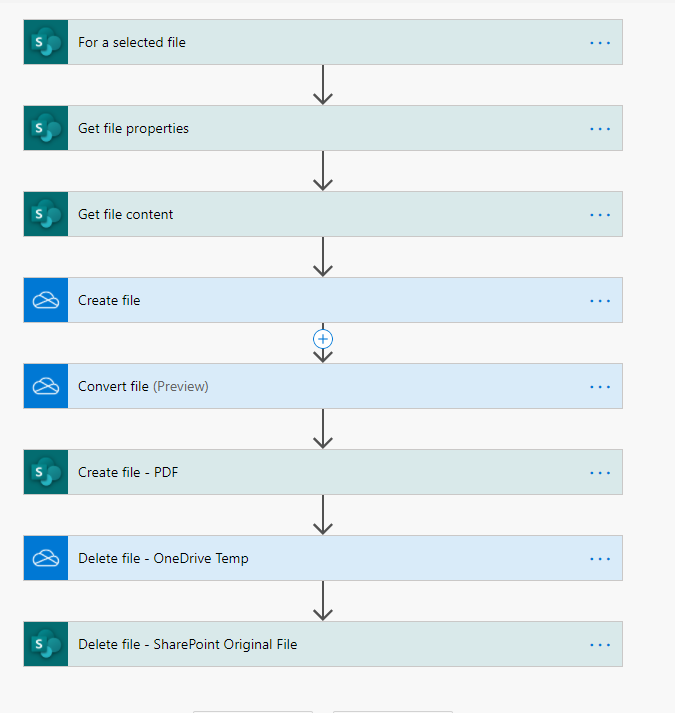 For a selected file
Get file properties
Get file content
Create file
Convert file (Preview)
Create file - PDF
Delete file - OneDrive Temp
Delete file - SharePoint Original File